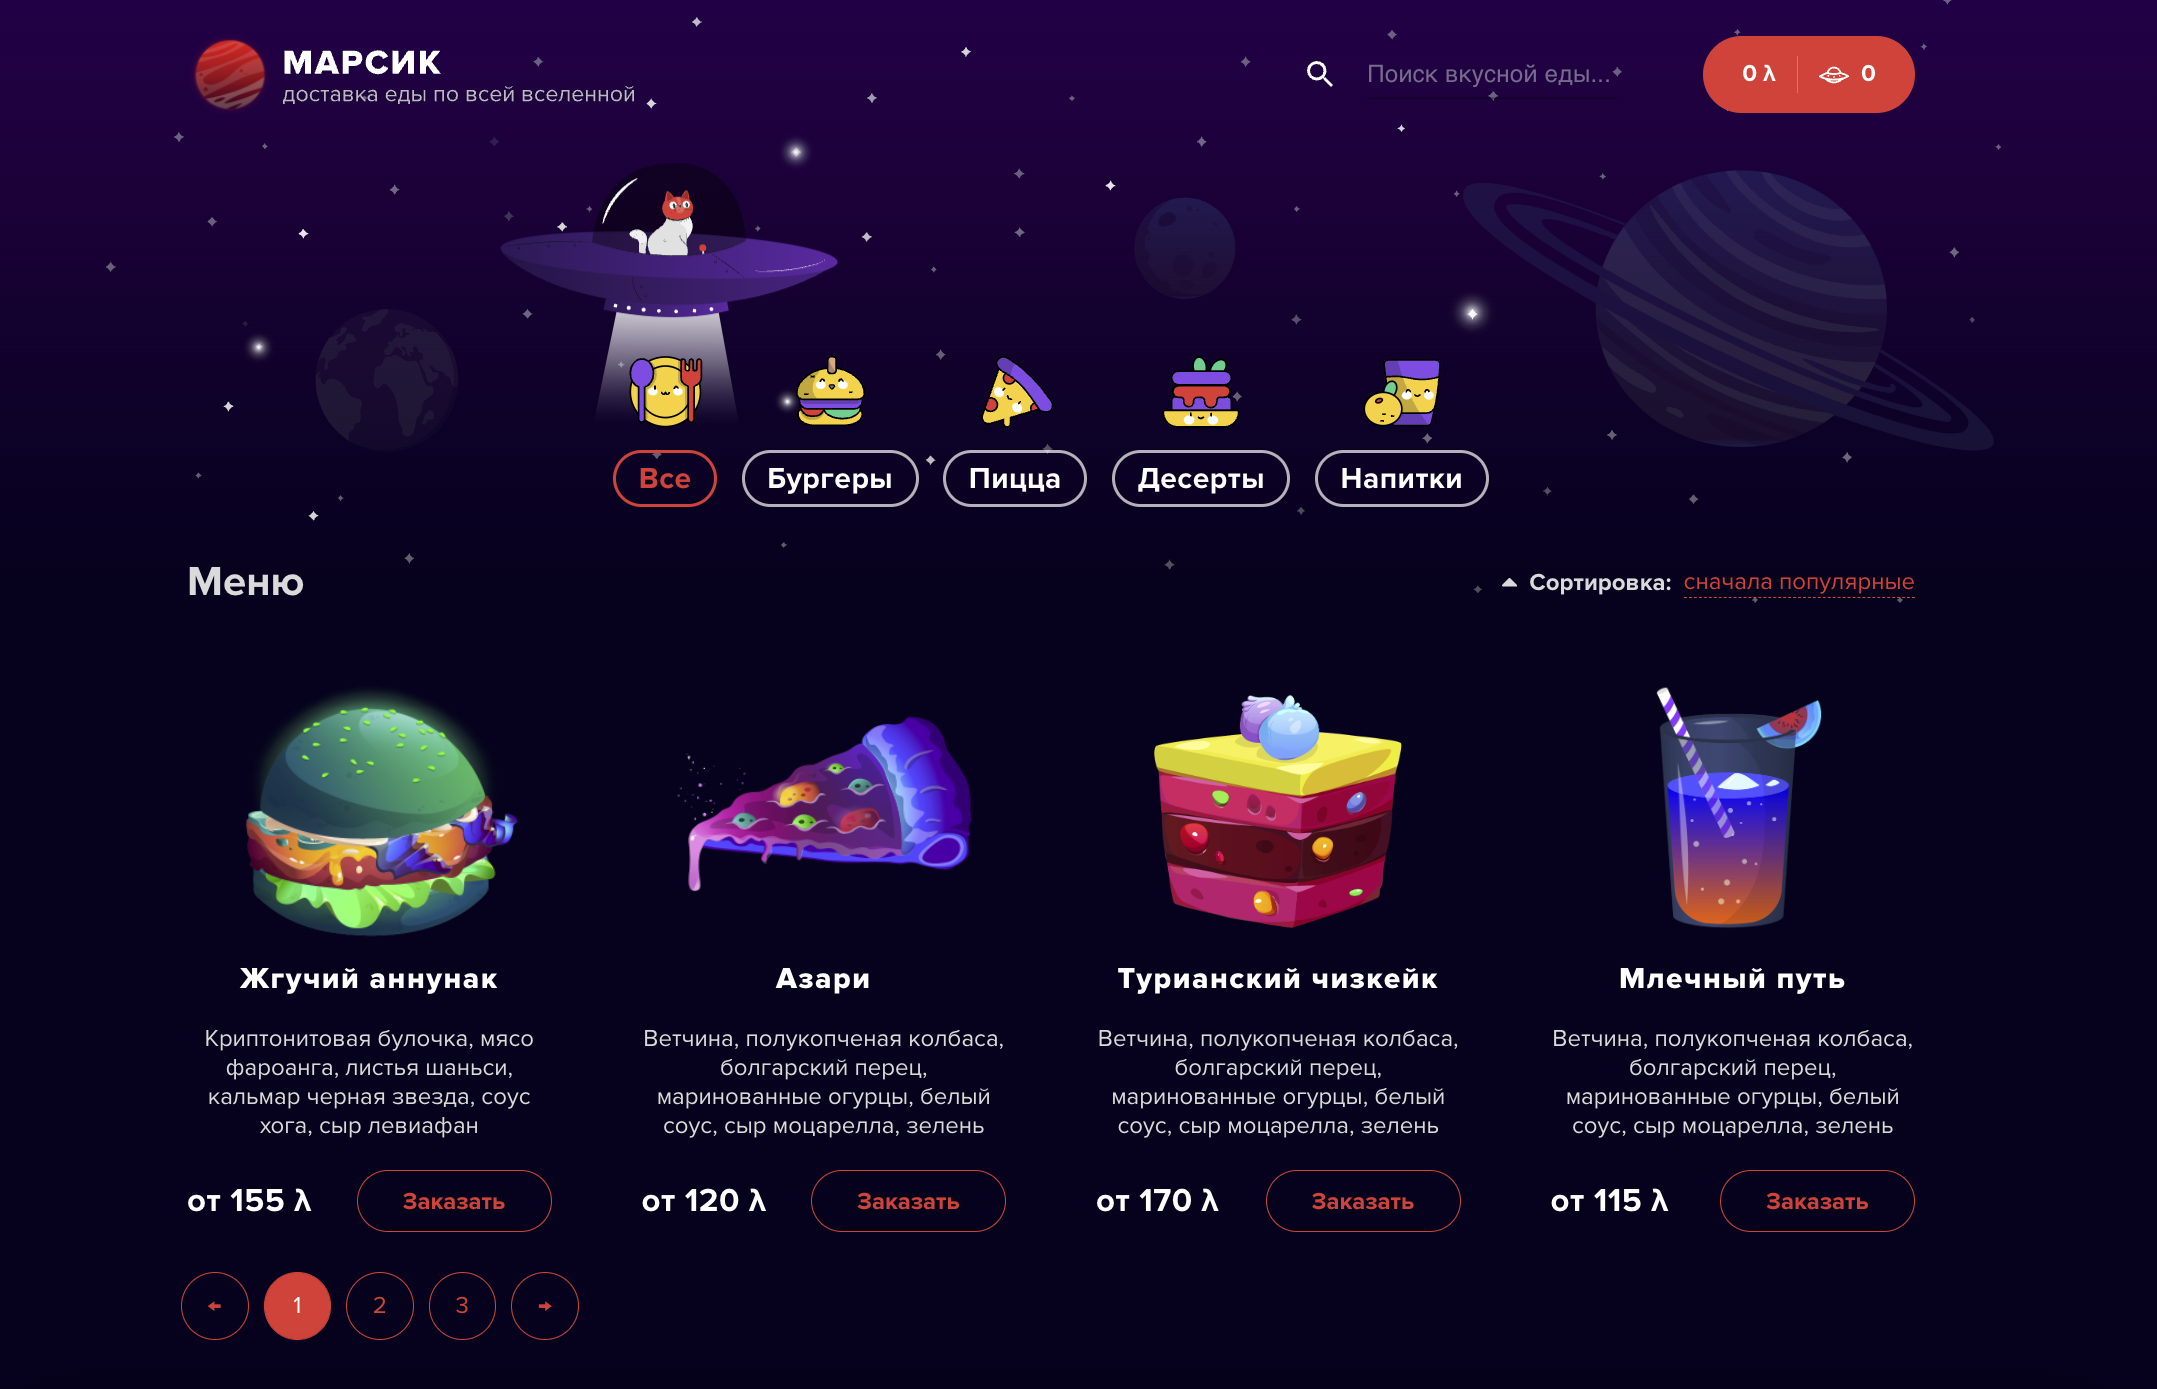 МАРСИК
доставка еды по всей вселенной
Поиск вкусной еды...
0 λ 0
Все Бургеры Пицца Десерты Напитки
Меню
Сортировка: сначала популярные
Жгучий аннунак
Криптонитовая булочка, мясо
фароанга, листья шаньси,
кальмар черная звезда, соус
хога, сыр левиафан
от 155 λ Заказать
Азари
Ветчина, полукопченая колбаса,
болгарский перец,
маринованные огурцы, белый
соус, сыр моцарелла, зелень
от 120 λ Заказать
Турианский чизкейк
Ветчина, полукопченая колбаса,
болгарский перец,
маринованные огурцы, белый
соус, сыр моцарелла, зелень
от 170 λ Заказать
Млечный путь
Ветчина, полукопченая колбаса,
болгарский перец,
маринованные огурцы, белый
соус, сыр моцарелла, зелень
от 115 λ Заказать
← 1 2 3 →